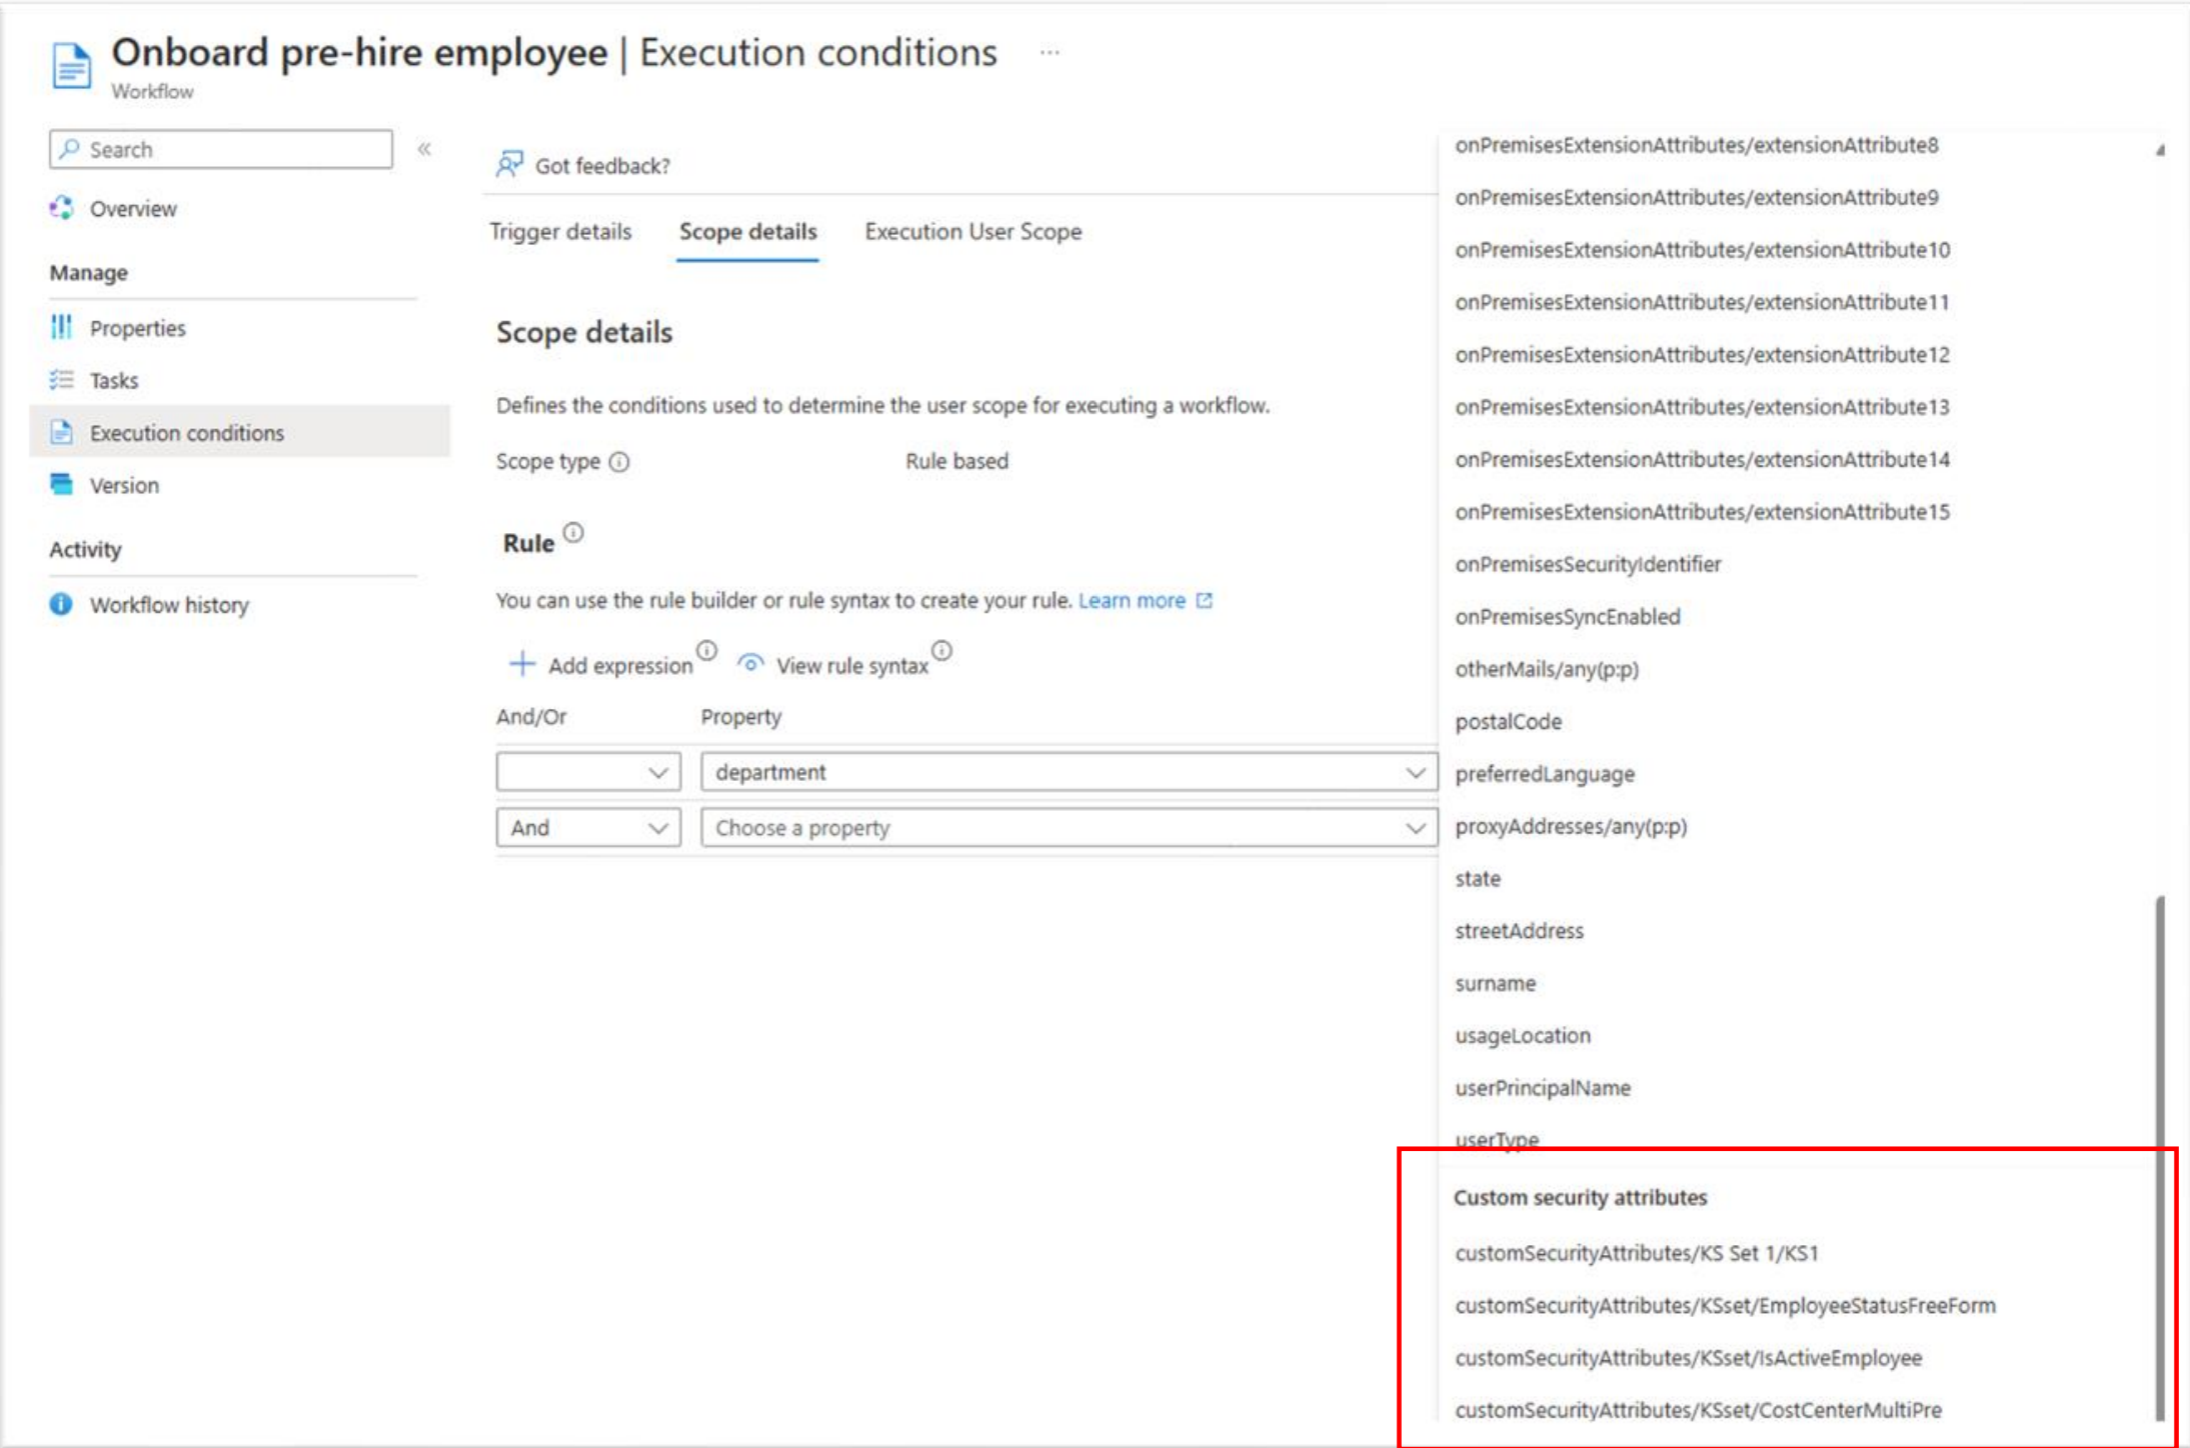 Onboard pre-hire employee | Execution conditions ...
Workflow
Search
Overview
Manage
Properties
Tasks
Execution conditions
Version
Activity
Workflow history
Got feedback?
Trigger details Scope details Execution User Scope
Scope details
Defines the conditions used to determine the user scope for executing a workflow.
Scope type Rule based
Rule
You can use the rule builder or rule syntax to create your rule. Learn more
Add expression View rule syntax
And/Or Property
department
And Choose a property
onPremisesExtensionAttributes/extensionAttribute8
onPremisesExtensionAttributes/extensionAttribute9
onPremisesExtensionAttributes/extensionAttribute10
onPremisesExtensionAttributes/extensionAttribute11
onPremisesExtensionAttributes/extensionAttribute12
onPremisesExtensionAttributes/extensionAttribute13
onPremisesExtensionAttributes/extensionAttribute14
onPremisesExtensionAttributes/extensionAttribute15
onPremisesSecurityIdentifier
onPremisesSyncEnabled
otherMails/any(p:p)
postalCode
preferredLanguage
proxyAddresses/any(p:p)
state
streetAddress
surname
usageLocation
userPrincipalName
userType
Custom security attributes
customSecurityAttributes/KS Set 1/KS1
customSecurityAttributes/KSset/EmployeeStatusFreeForm
customSecurityAttributes/KSset/IsActiveEmployee
customSecurityAttributes/KSset/CostCenterMultiPre